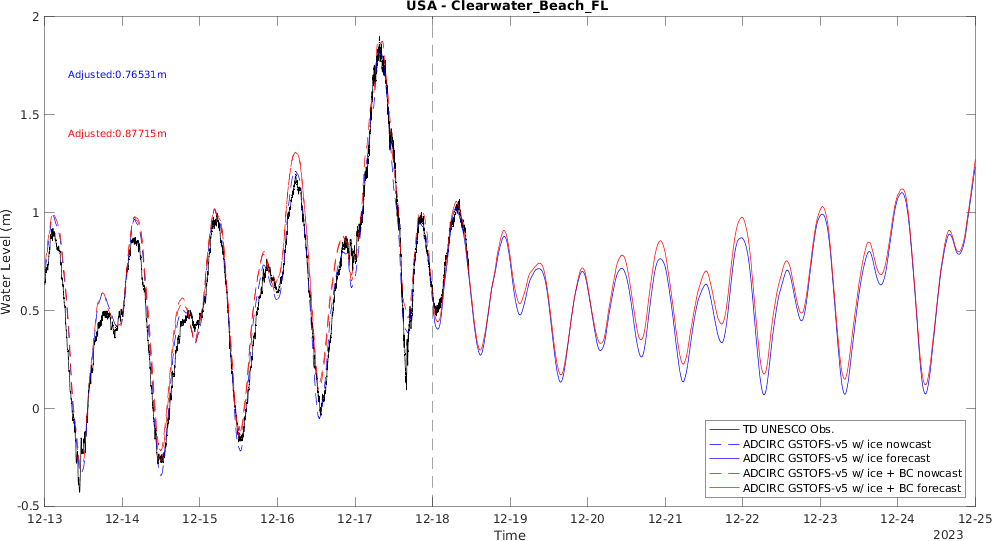 USA - Clearwater_Beach_FL
2
1.5
1
0.5
0
-0.5
Water Level (m)
Adjusted:0.76531m
Adjusted:0.87715m
TD UNESCO Obs.
ADCIRC GSTOFS-v5 w/ ice nowcast
ADCIRC GSTOFS-v5 w/ ice forecast
ADCIRC GSTOFS-v5 w/ ice + BC nowcast
ADCIRC GSTOFS-v5 w/ ice + BC forecast
12-13 12-14 12-15 12-16 12-17 12-18 12-19 12-20 12-21 12-22 12-23 12-24 12-25
Time
2023